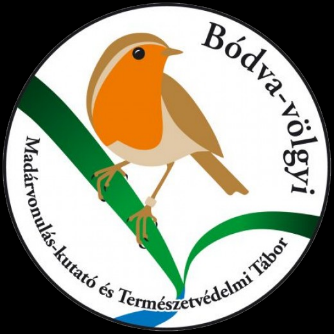 Bódva-völgyi
Madárvonulás-kutató és Természetvédelmi Tábor